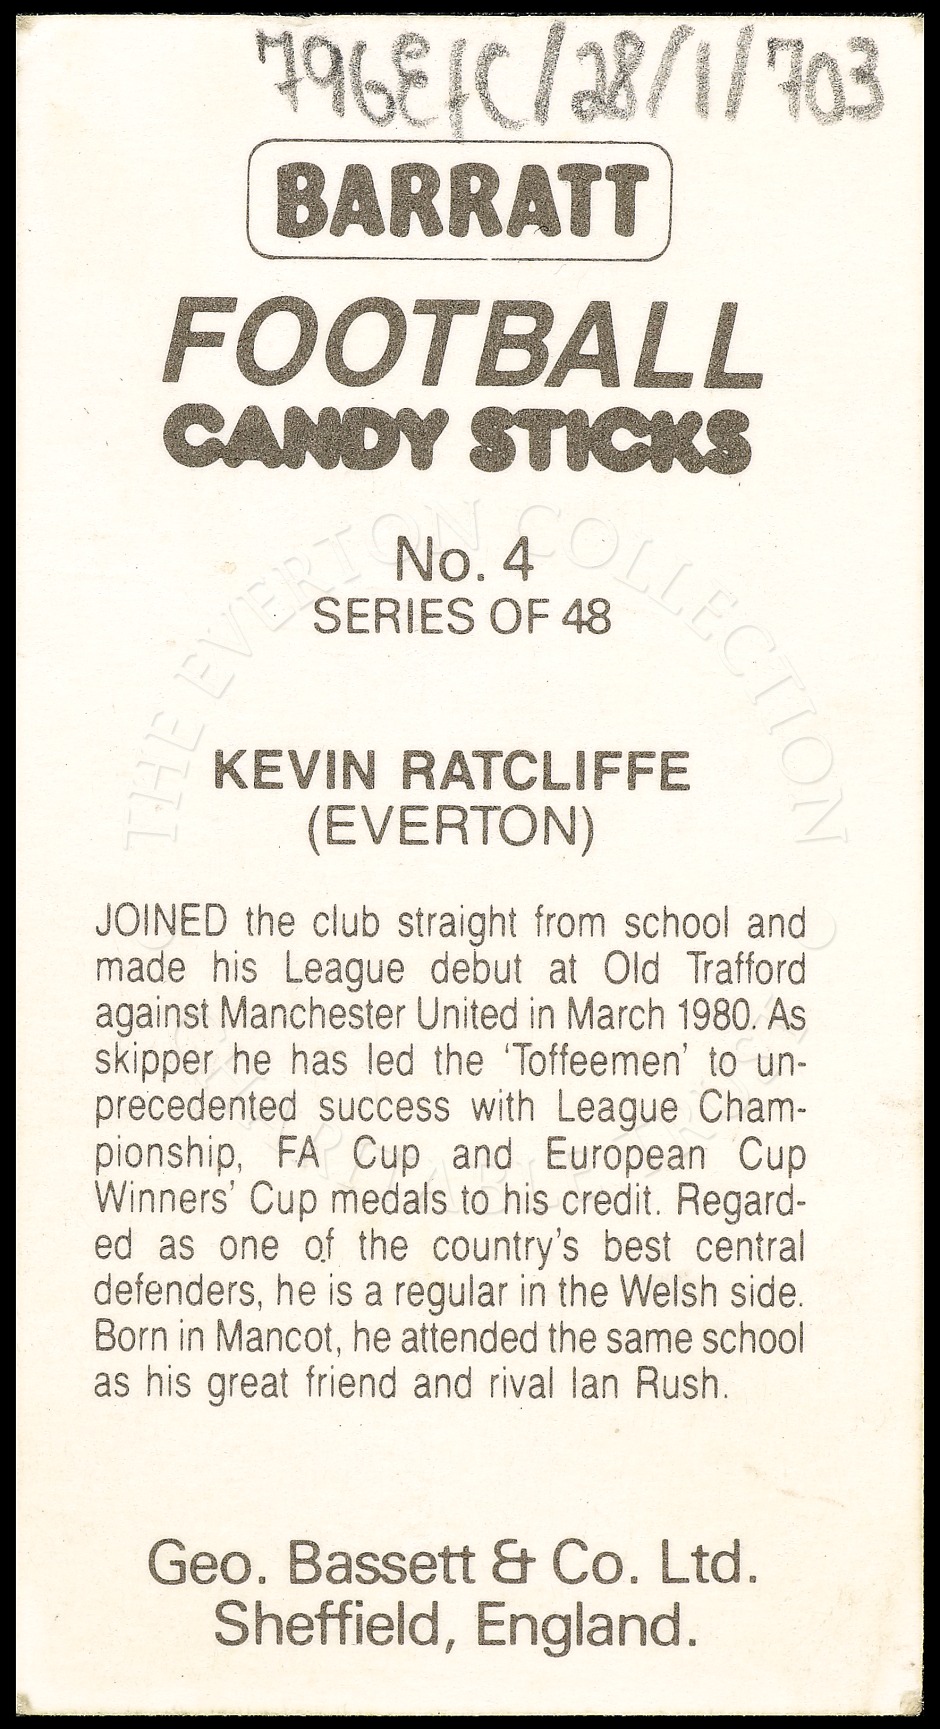 796EFC/28/1/703
BARRATT
FOOTBALL
CANDY STICKS
No. 4
SERIES OF 48
THE EVERTON COLLECTION
CHARITABLE TRUST
KEVIN RATCLIFFE
(EVERTON)
JOINED the club straight from school and
made his League debut at Old Trafford
against Manchester United in March 1980. As
skipper he has led the ‘Toffeemen’ to un-
precedented success with League Cham-
pionship, FA Cup and European Cup
Winners’ Cup medals to his credit. Regard-
ed as one of the country’s best central
defenders, he is a regular in the Welsh side.
Born in Mancot, he attended the same school
as his great friend and rival Ian Rush.
Geo. Bassett & Co. Ltd.
Sheffield, England.